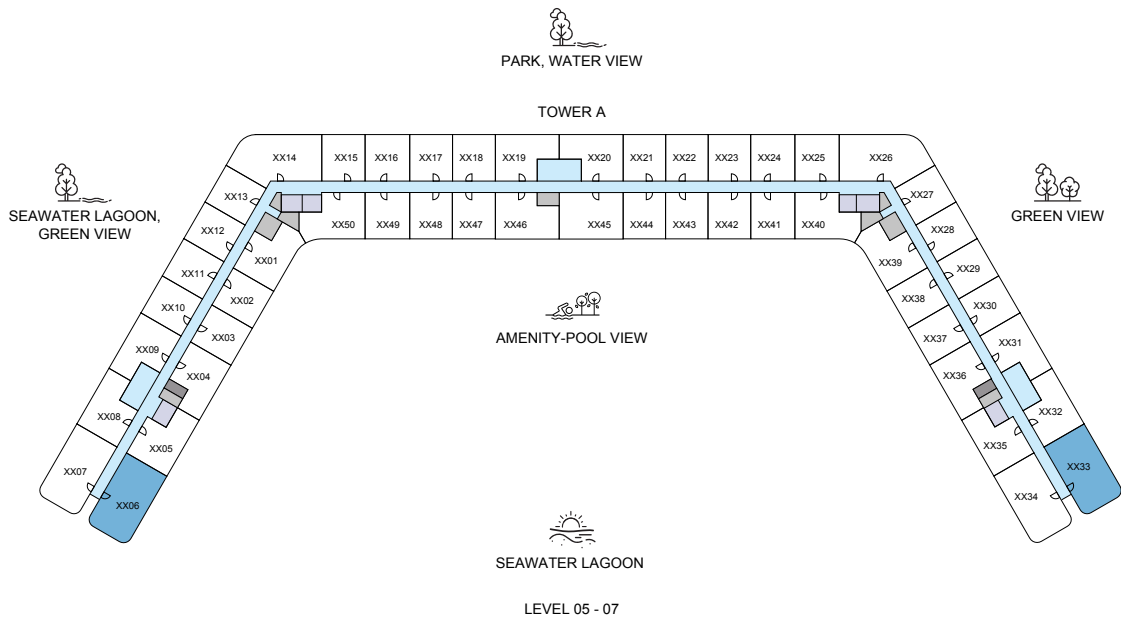 PARK, WATER VIEW
TOWER A
XX14 XX15 XX16 XX17 XX18 XX19 XX20 XX21 XX22 XX23 XX24 XX25 XX26
SEAWATER LAGOON,
GREEN VIEW
GREEN VIEW
XX13 XX27
XX50 XX49 XX48 XX47 XX46 XX45 XX44 XX43 XX42 XX41 XX40
XX12 XX28
XX01 XX39
XX11 XX29
XX02 XX38
XX10 XX30
XX03 XX37
AMENITY-POOL VIEW
XX09 XX31
XX04 XX36
XX08 XX32
XX05 XX35
XX07 XX33
XX06 XX34
SEAWATER LAGOON
LEVEL 05 - 07